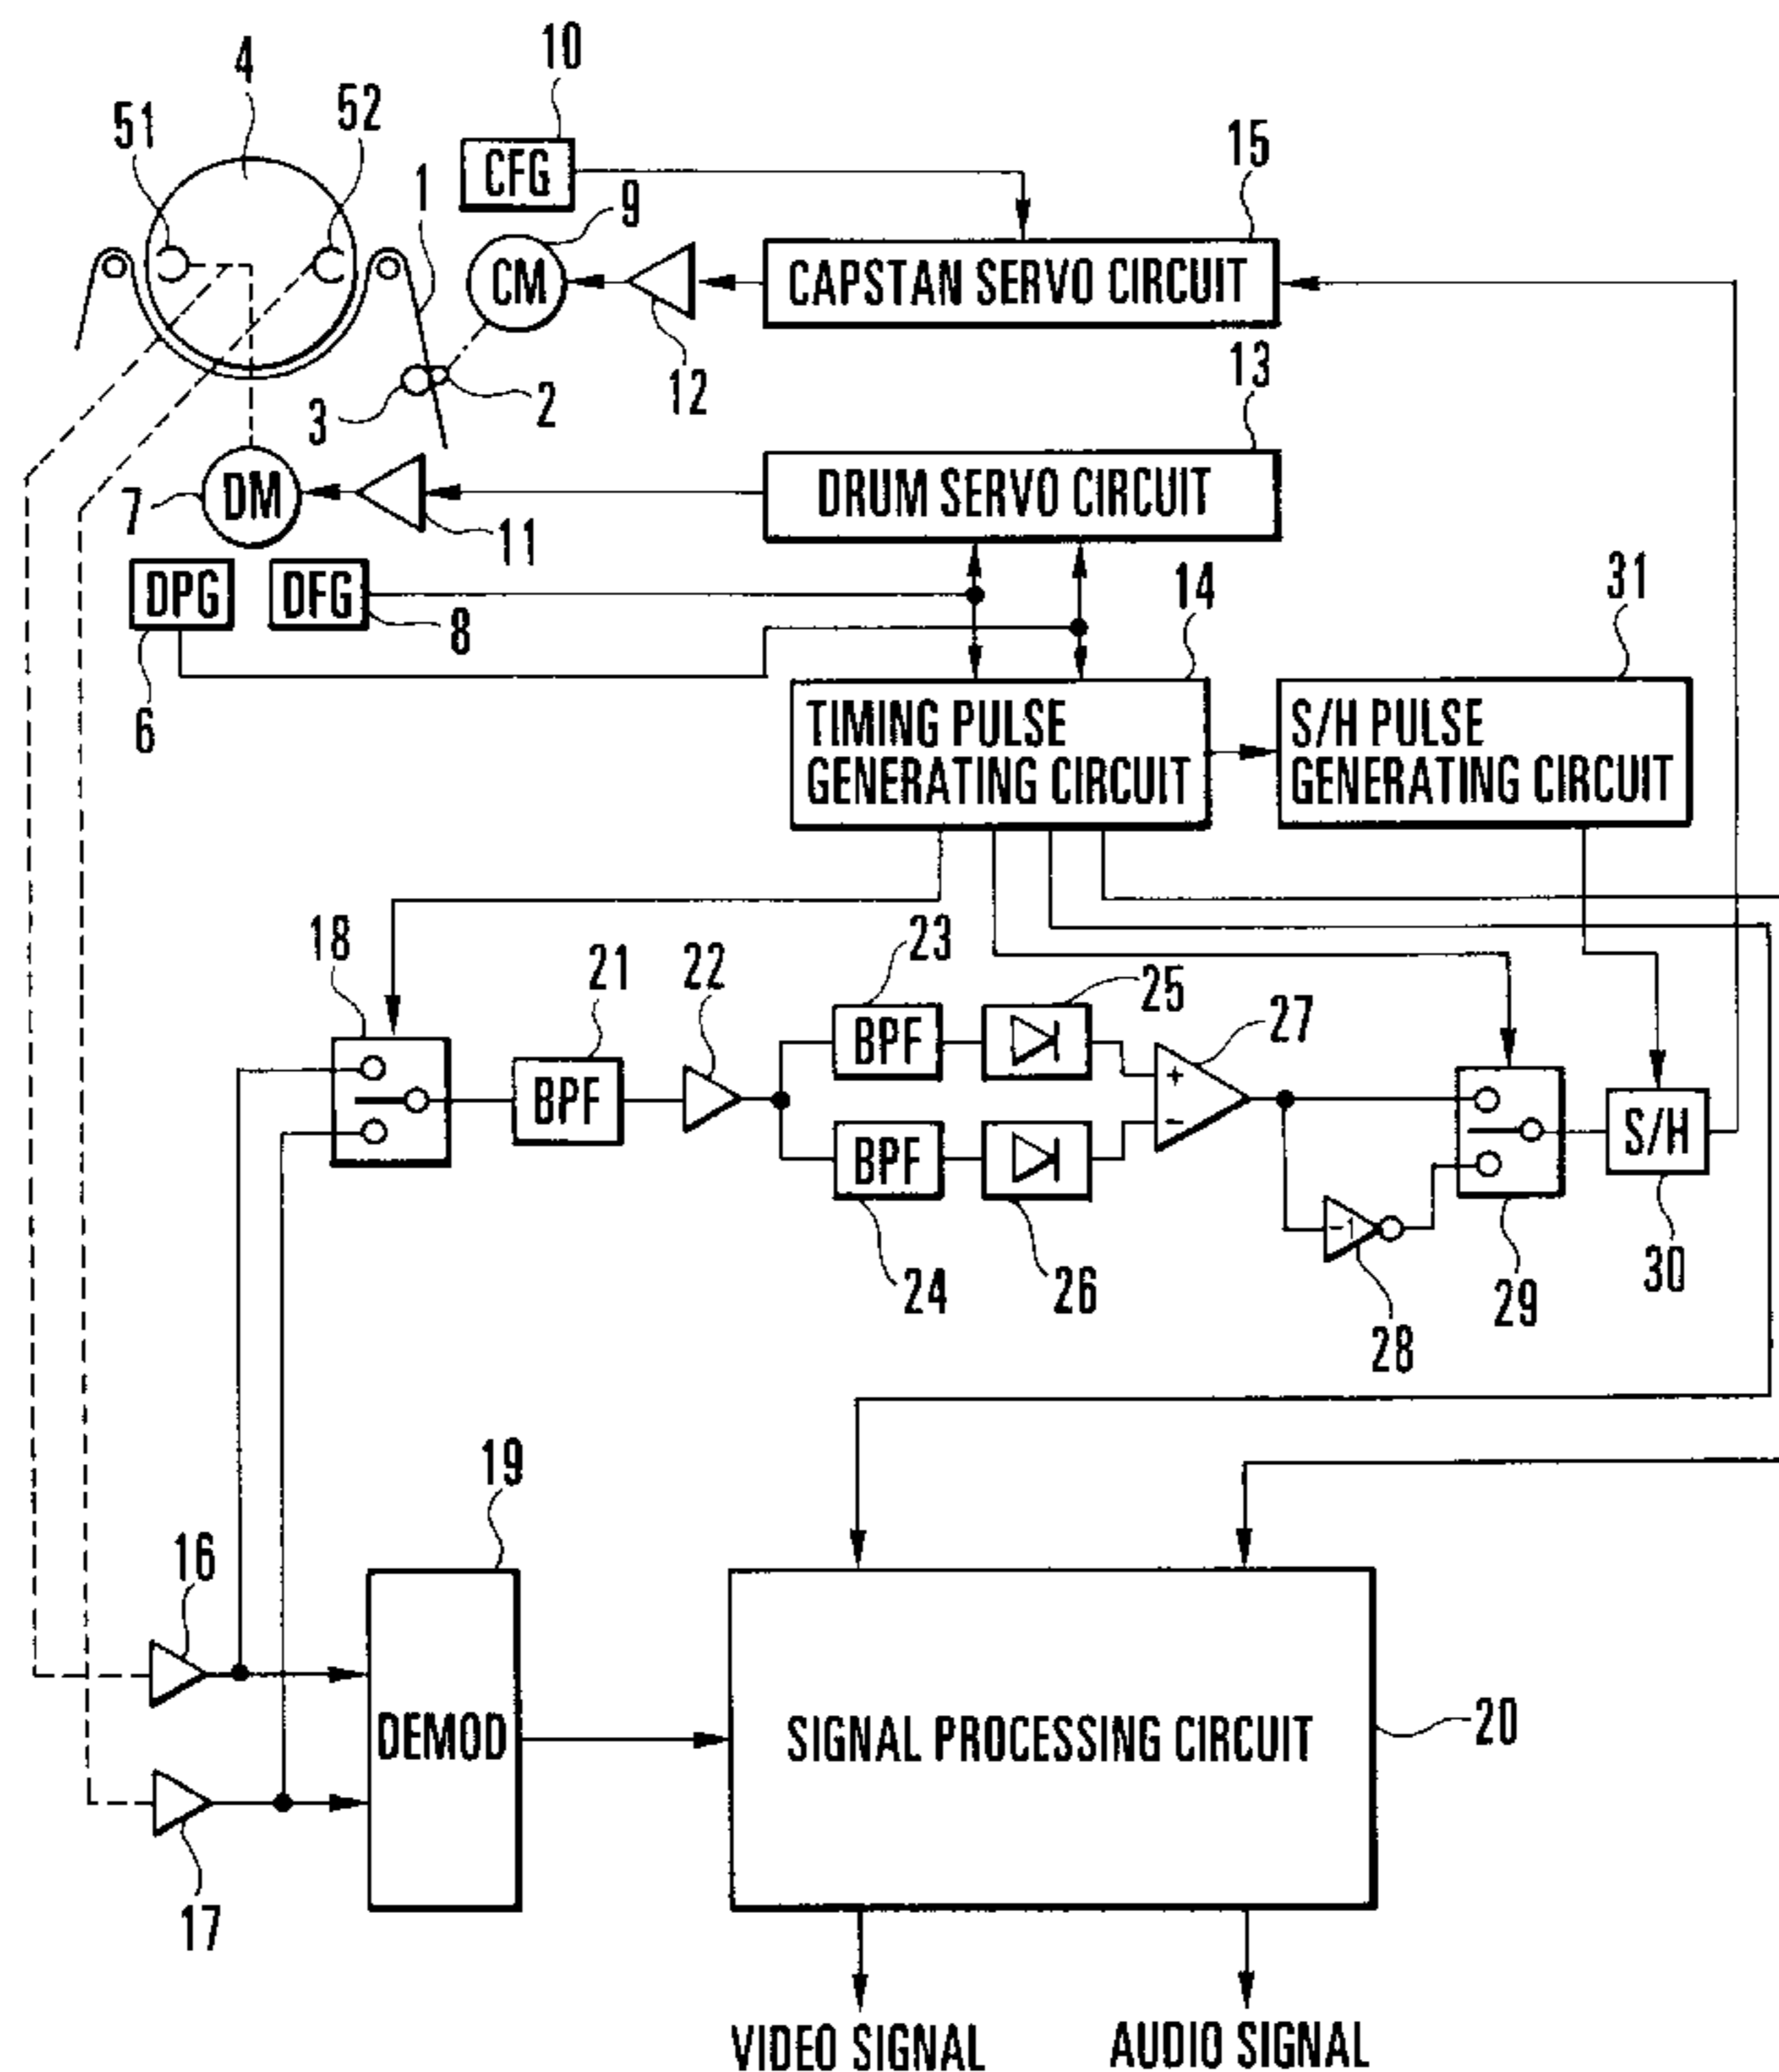 10
4
51
52
1
CFG
9
15
CM
CAPSTAN SERVO CIRCUIT
12
13
3
2
DRUM SERVO CIRCUIT
7
DM
11
DPG
DFG
8
14
31
6
TIMING PULSE
GENERATING CIRCUIT
S/H PULSE
GENERATING CIRCUIT
18
21
22
23
25
27
BPF
BPF
+
-
BPF
S/H
-1
24
26
28
29
30
19
16
DEMOD
SIGNAL PROCESSING CIRCUIT
20
17
VIDEO SIGNAL
AUDIO SIGNAL